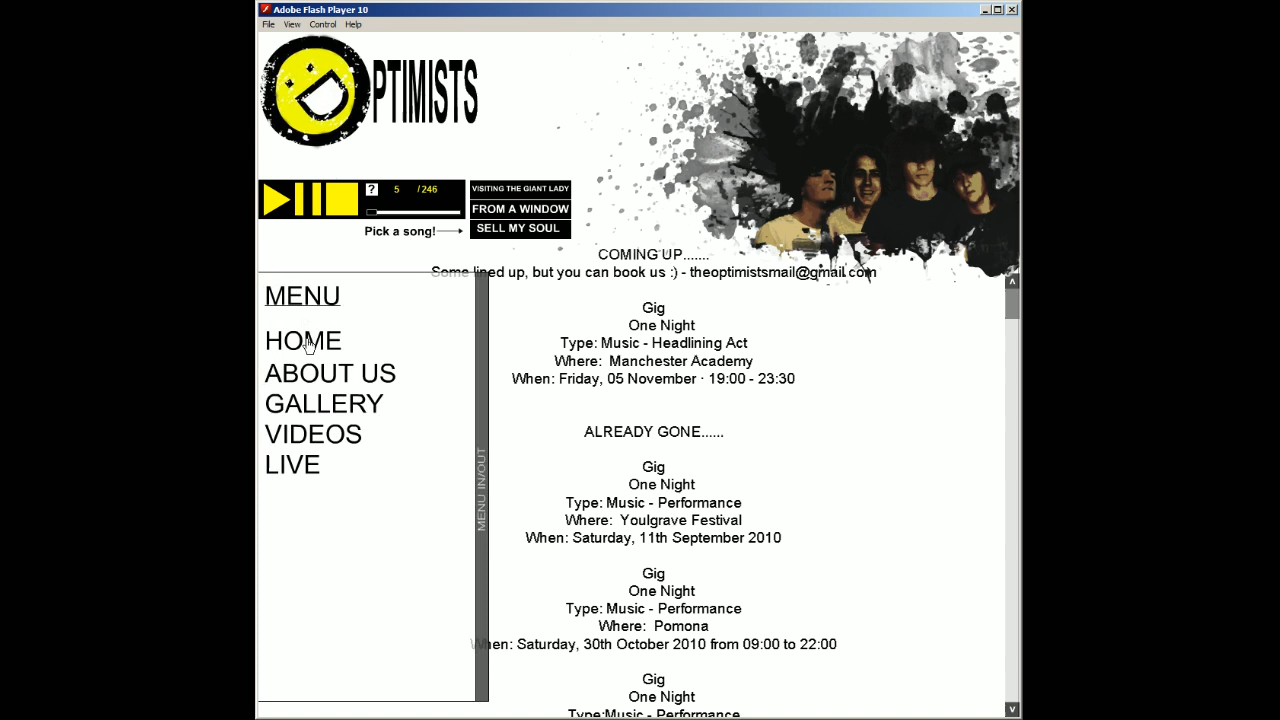 Adobe Flash Player 10
File View Control Help
OPTIMISTS
? 5 /246
VISITING THE GIANT LADY
FROM A WINDOW
SELL MY SOUL
Pick a song!
COMING UP.......
Some lined up, but you can book us :) - theoptimistsmail@gmail.com
MENU
HOME
ABOUT US
GALLERY
VIDEOS
LIVE
MENU IN/OUT
Gig
One Night
Type: Music - Headlining Act
Where: Manchester Academy
When: Friday, 05 November · 19:00 - 23:30
ALREADY GONE......
Gig
One Night
Type: Music - Performance
Where: Youlgrave Festival
When: Saturday, 11th September 2010
Gig
One Night
Type: Music - Performance
Where: Pomona
When: Saturday, 30th October 2010 from 09:00 to 22:00
Gig
One Night
Type:Music - Performance